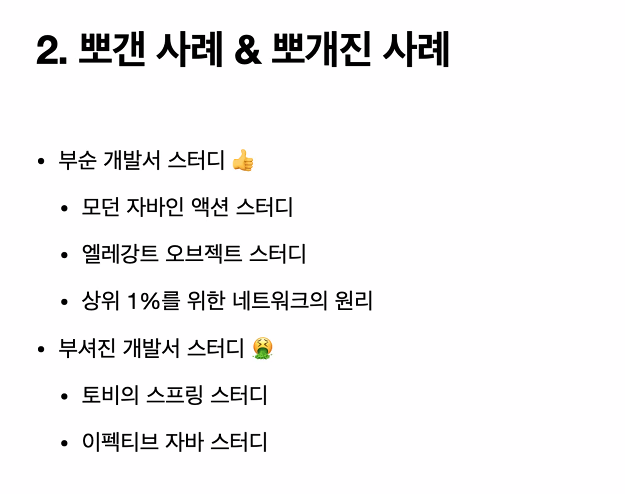 2. 뽀갠 사례 & 뽀개진 사례
• 부순 개발서 스터디 👍
• 모던 자바인 액션 스터디
• 엘레강트 오브젝트 스터디
• 상위 1%를 위한 네트워크의 원리
• 부셔진 개발서 스터디 🤮
• 토비의 스프링 스터디
• 이펙티브 자바 스터디